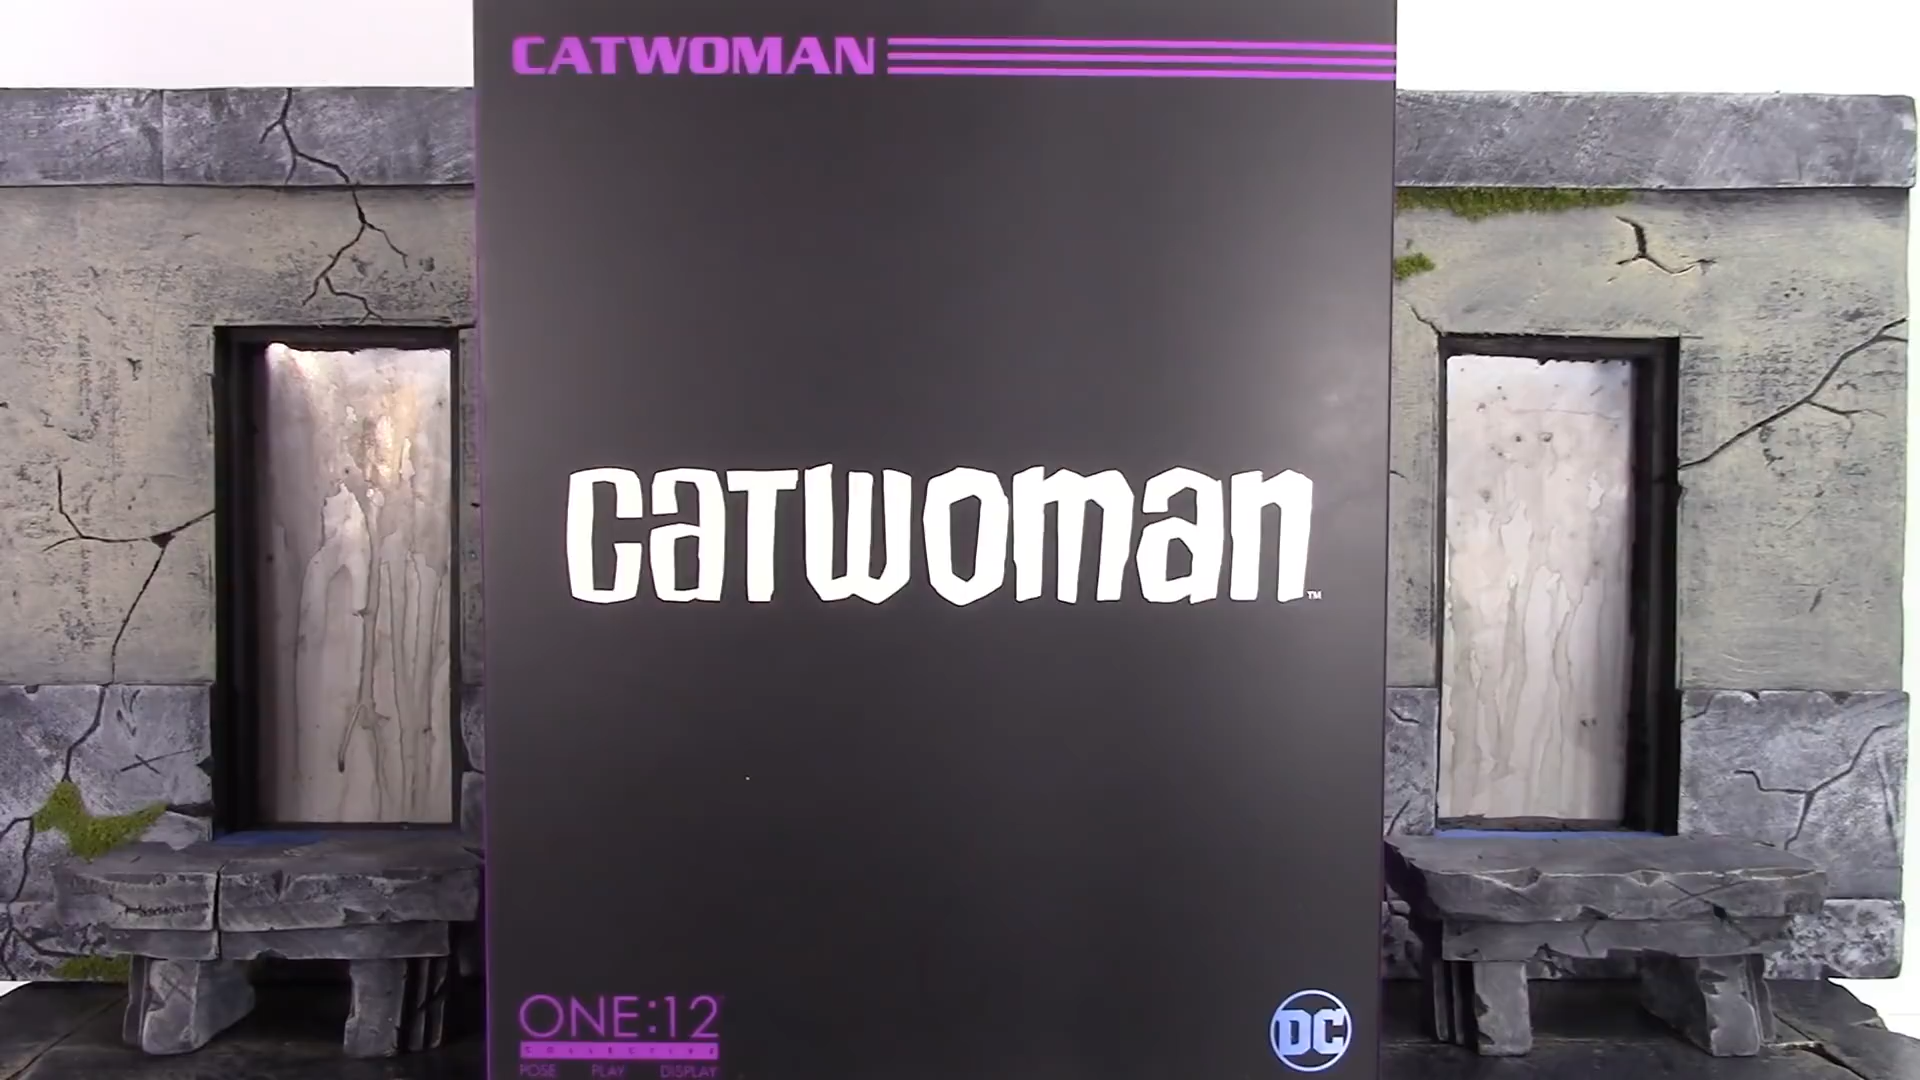 CATWOMAN
catwoman™
ONE:12
COLLECTIVE
POSE PLAY DISPLAY
DC